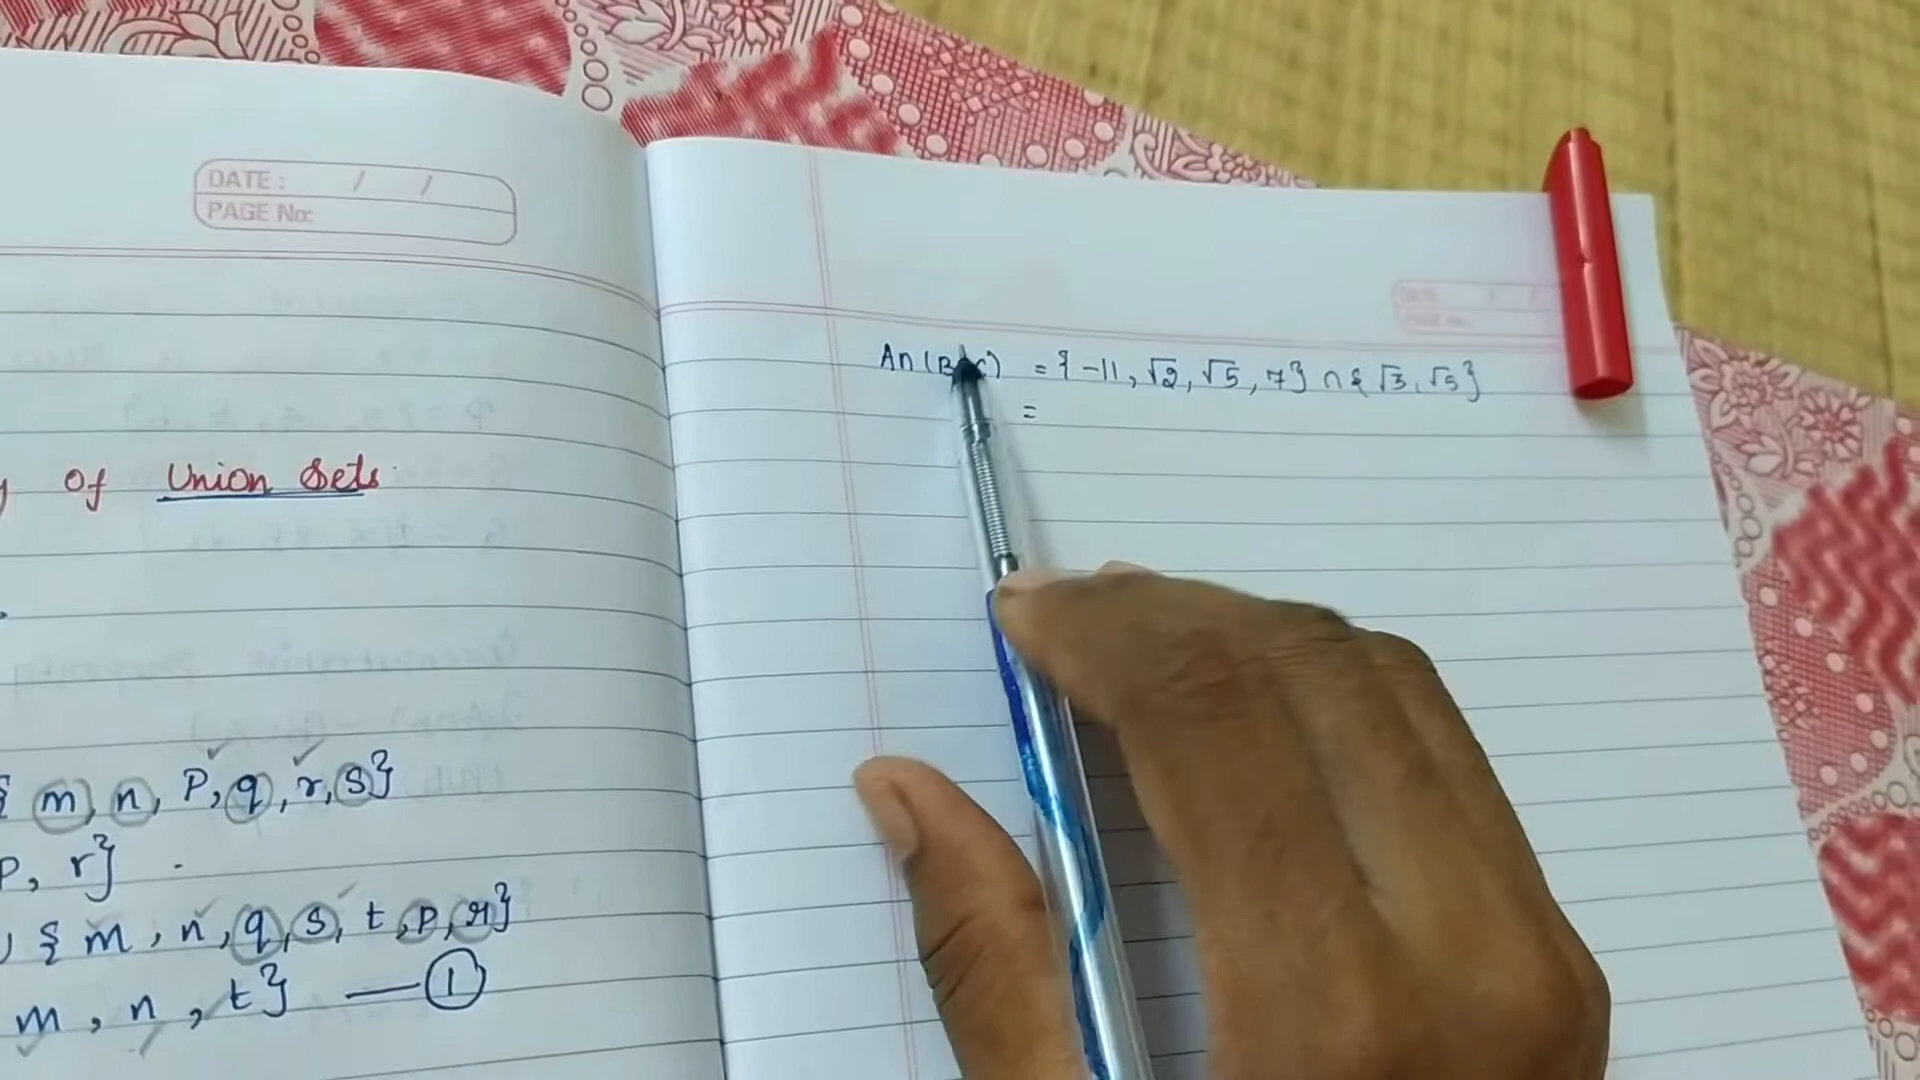 DATE: / /
PAGE No:
Of Union Sets.
{ m, n, P, q, r, s}
P, r} .
U { m, n, q, s, t, p, r}
m, n, t} — 1
A∩(B C) = { -11, √2, √5, 7} ∩ { √3, √5}
=